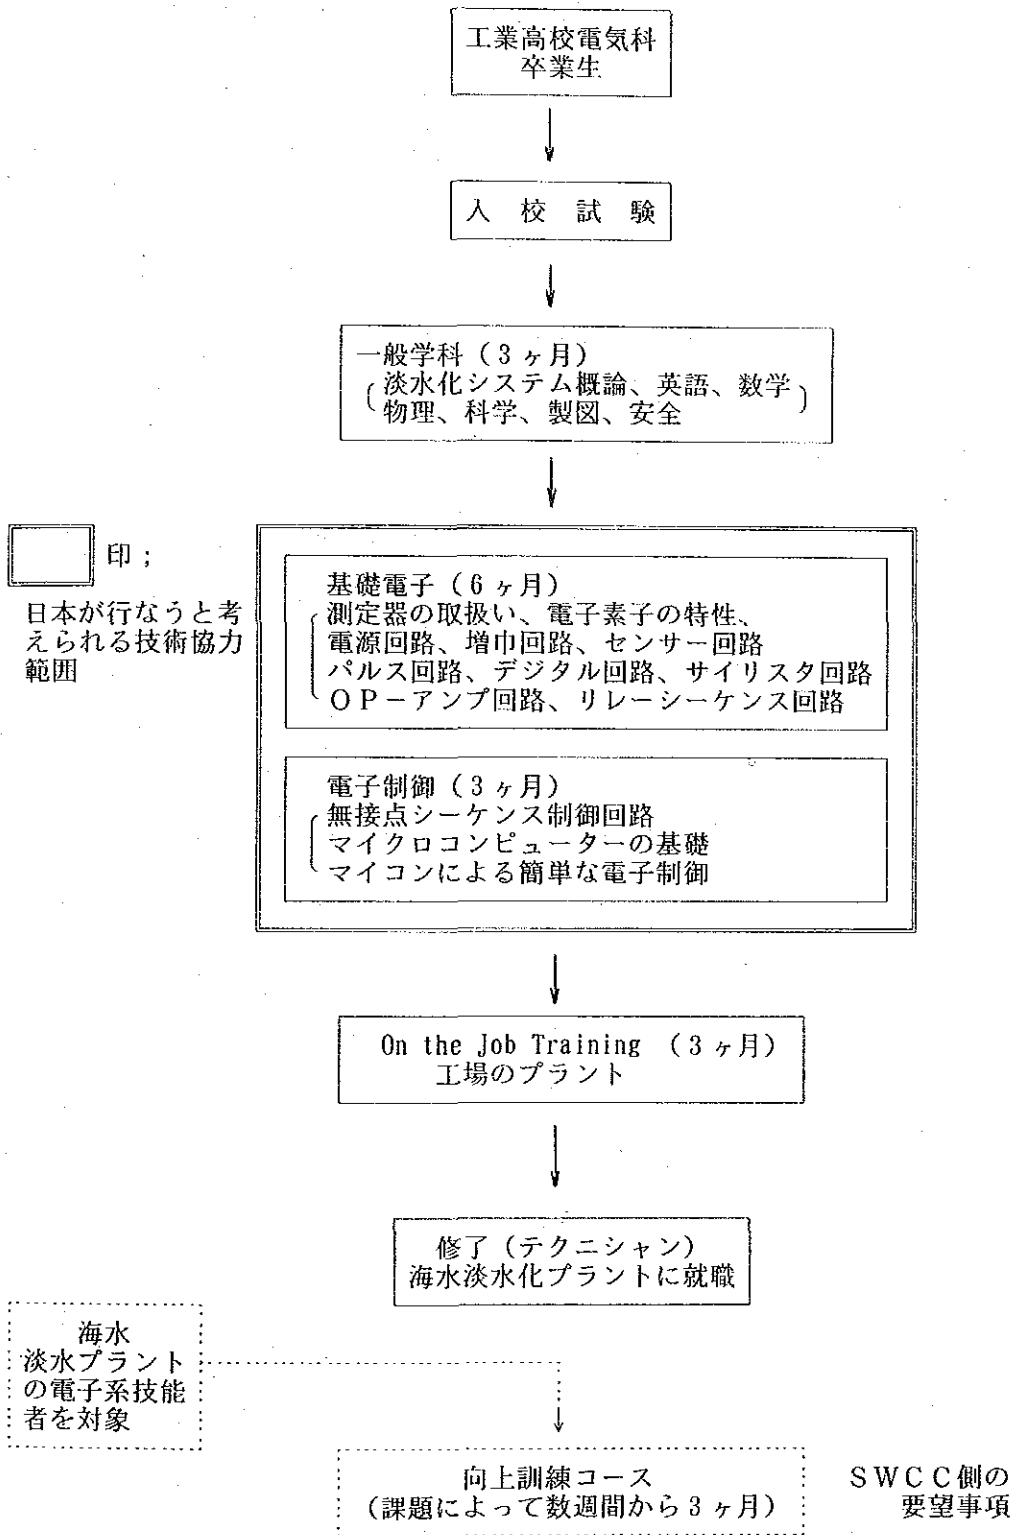 工業高校電気科
卒業生
入 校 試 験
一般学科（3ヶ月）
淡水化システム概論、英語、数学
物理、科学、製図、安全
印；
日本が行なうと考
えられる技術協力
範囲
基礎電子（6ヶ月）
測定器の取扱い、電子素子の特性、
電源回路、増巾回路、センサー回路
パルス回路、デジタル回路、サイリスタ回路
ＯＰ－アンプ回路、リレーシーケンス回路
電子制御（3ヶ月）
無接点シーケンス制御回路
マイクロコンピューターの基礎
マイコンによる簡単な電子制御
On the Job Training （3ヶ月）
工場のプラント
修了（テクニシャン）
海水淡水化プラントに就職
海水
淡水プラント
の電子系技能
者を対象
向上訓練コース
（課題によって数週間から3ヶ月）
ＳＷＣＣ側の
要望事項